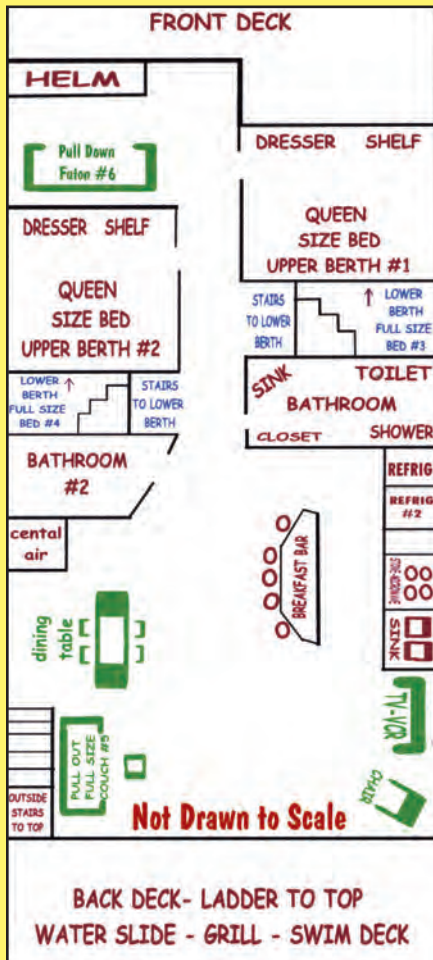 FRONT DECK
HELM
Pull Down
Futon #6
DRESSER SHELF
QUEEN
SIZE BED
UPPER BERTH #1
DRESSER SHELF
QUEEN
SIZE BED
UPPER BERTH #2
STAIRS
TO LOWER
BERTH
LOWER
BERTH
FULL SIZE
BED #3
SINK
TOILET
BATHROOM
CLOSET
SHOWER
LOWER
BERTH
FULL SIZE
BED #4
STAIRS
TO LOWER
BERTH
BATHROOM
#2
cental
air
REFRIG
REFRIG
#2
BREAKFAST BAR
SINK
dining
table
TV-VCR
CHAIR
PULL OUT
FULL SIZE
COUCH #5
OUTSIDE
STAIRS
TO TOP
Not Drawn to Scale
BACK DECK- LADDER TO TOP
WATER SLIDE - GRILL - SWIM DECK